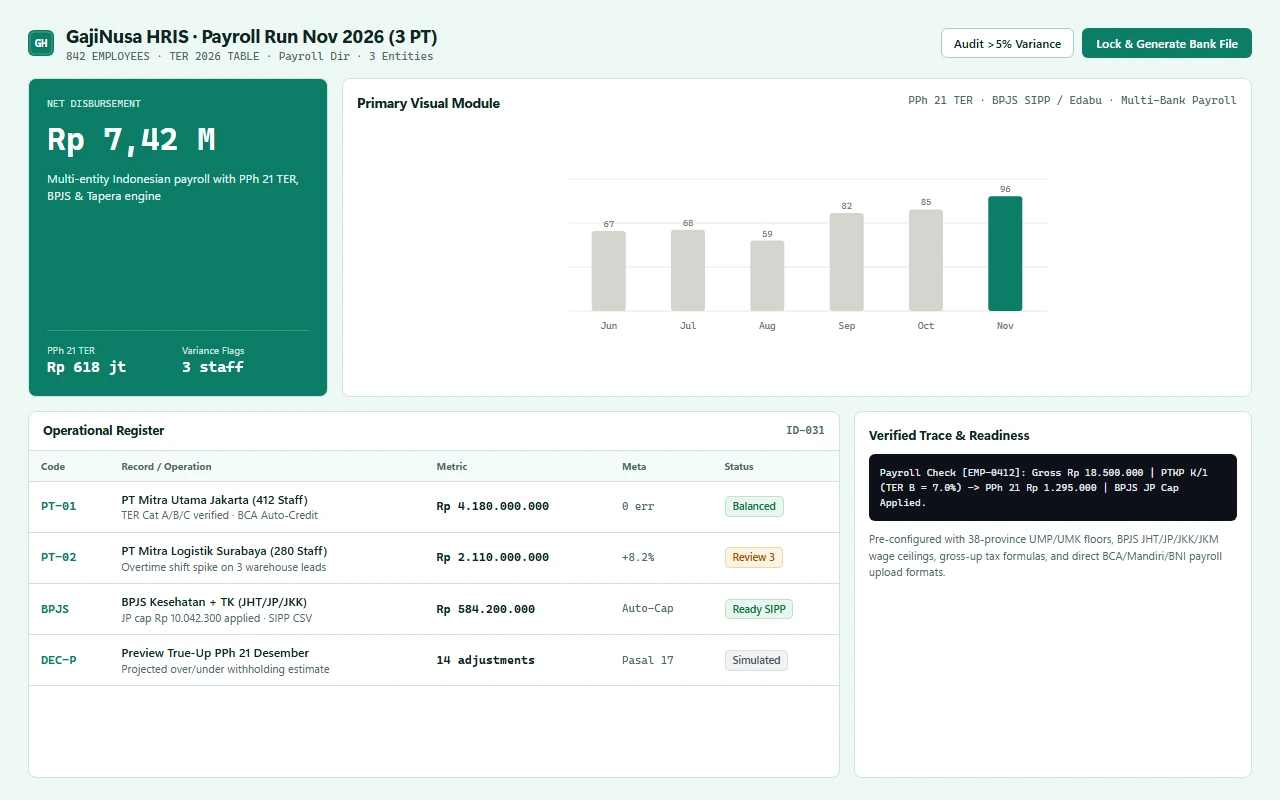 GH
GajiNusa HRIS · Payroll Run Nov 2026 (3 PT)
842 EMPLOYEES · TER 2026 TABLE · Payroll Dir · 3 Entities
Audit >5% Variance
Lock & Generate Bank File
NET DISBURSEMENT
Rp 7,42 M
Multi-entity Indonesian payroll with PPh 21 TER,
BPJS & Tapera engine
PPh 21 TER
Rp 618 jt
Variance Flags
3 staff
Primary Visual Module
PPh 21 TER · BPJS SIPP / Edabu · Multi-Bank Payroll
67
68
59
82
85
96
Jun
Jul
Aug
Sep
Oct
Nov
Operational Register
ID-031
Code Record / Operation Metric Meta Status
PT-01 PT Mitra Utama Jakarta (412 Staff) Rp 4.180.000.000 0 err Balanced
TER Cat A/B/C verified · BCA Auto-Credit
PT-02 PT Mitra Logistik Surabaya (280 Staff) Rp 2.110.000.000 +8.2% Review 3
Overtime shift spike on 3 warehouse leads
BPJS BPJS Kesehatan + TK (JHT/JP/JKK) Rp 584.200.000 Auto-Cap Ready SIPP
JP cap Rp 10.042.300 applied · SIPP CSV
DEC-P Preview True-Up PPh 21 Desember 14 adjustments Pasal 17 Simulated
Projected over/under withholding estimate
Verified Trace & Readiness
Payroll Check [EMP-0412]: Gross Rp 18.500.000 | PTKP K/1
(TER B = 7.0%) -> PPh 21 Rp 1.295.000 | BPJS JP Cap
Applied.
Pre-configured with 38-province UMP/UMK floors, BPJS JHT/JP/JKK/JKM
wage ceilings, gross-up tax formulas, and direct BCA/Mandiri/BNI payroll
upload formats.